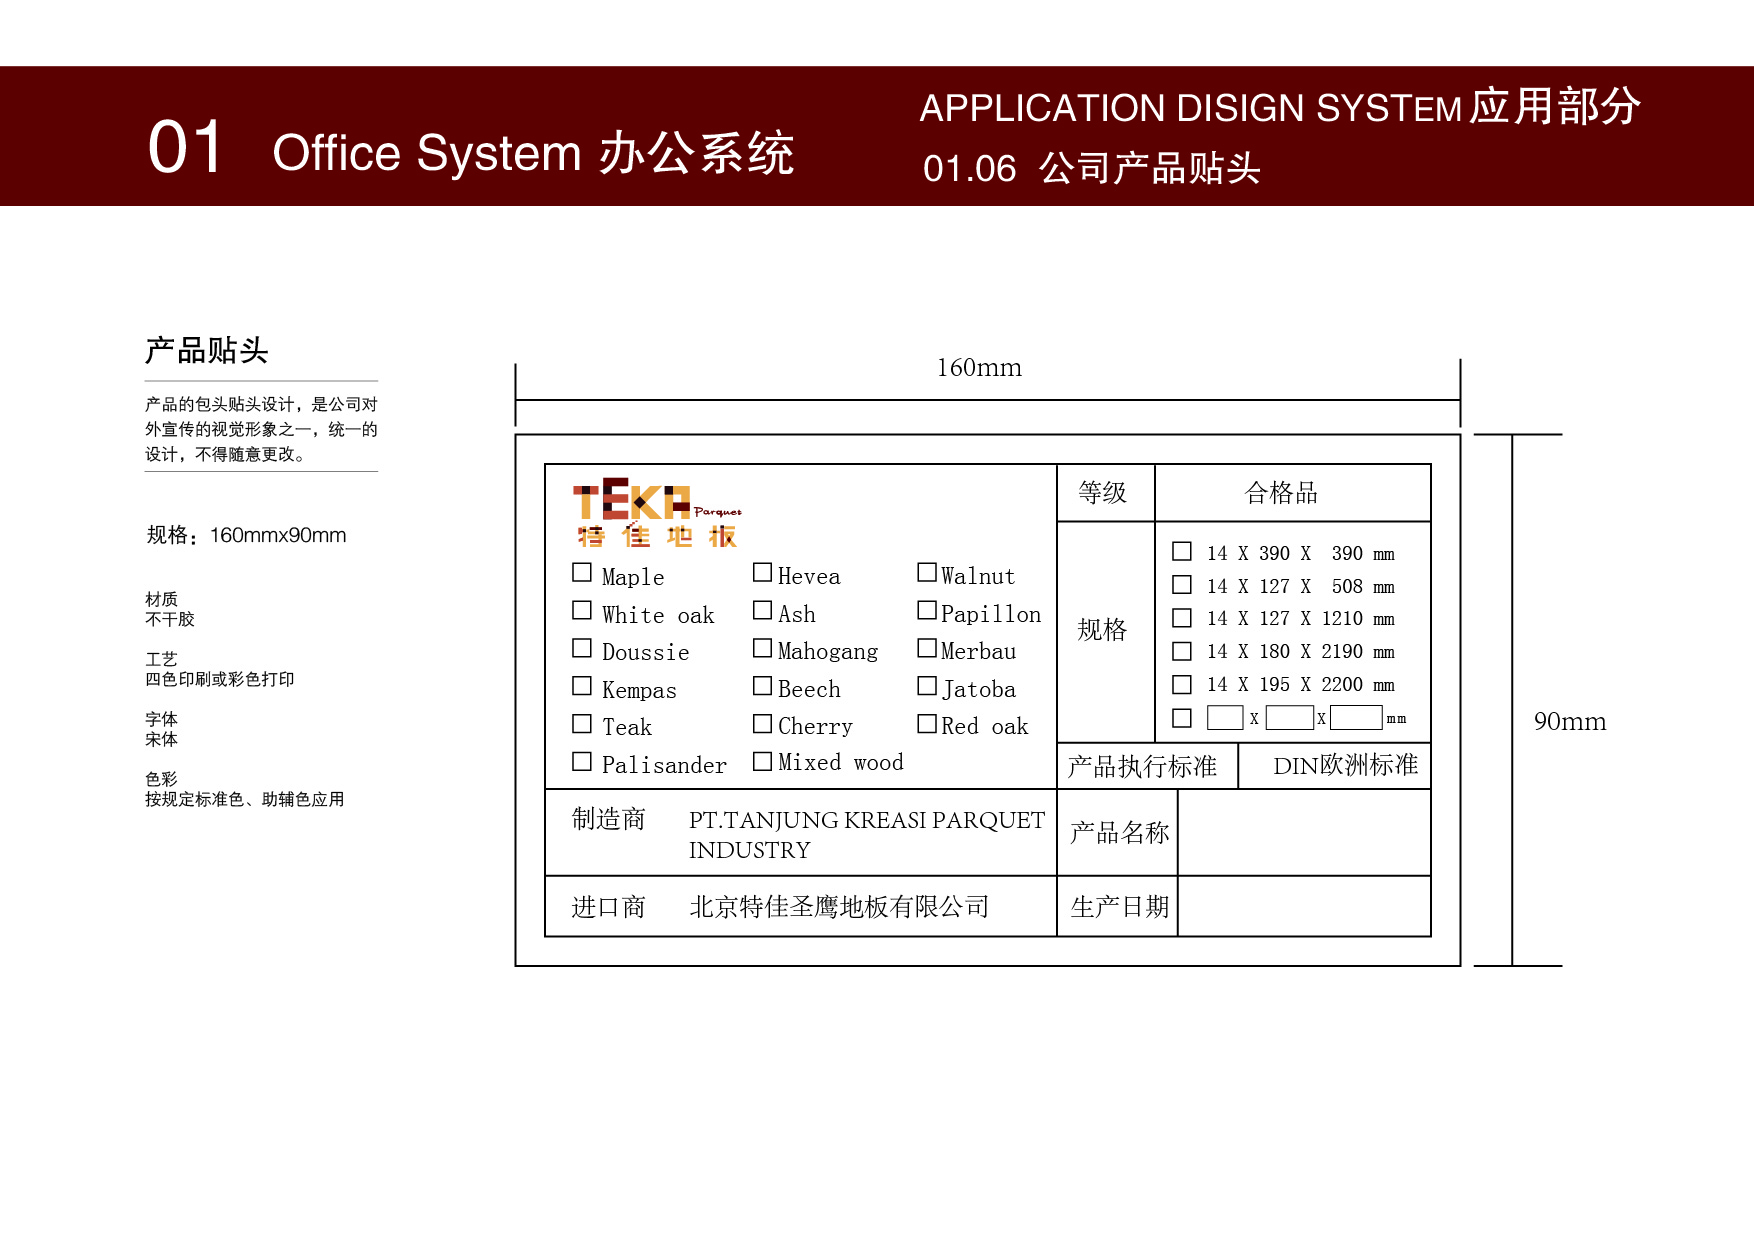 01 Office System 办公系统
APPLICATION DISIGN SYSTEM应用部分
01.06 公司产品贴头
产品贴头
产品的包头贴头设计，是公司对
外宣传的视觉形象之一，统一的
设计，不得随意更改。
规格：160mmx90mm
材质
不干胶
工艺
四色印刷或彩色打印
字体
宋体
色彩
按规定标准色、助辅色应用
160mm
90mm
TEKA Parquet
特佳地板
□ Maple □ Hevea □ Walnut
□ White oak □ Ash □ Papillon
□ Doussie □ Mahogang □ Merbau
□ Kempas □ Beech □ Jatoba
□ Teak □ Cherry □ Red oak
□ Palisander □ Mixed wood
等级 合格品
规格
□ 14 X 390 X 390 mm
□ 14 X 127 X 508 mm
□ 14 X 127 X 1210 mm
□ 14 X 180 X 2190 mm
□ 14 X 195 X 2200 mm
□ □ X □ X □ mm
产品执行标准 DIN欧洲标准
制造商 PT.TANJUNG KREASI PARQUET
INDUSTRY
产品名称
进口商 北京特佳圣鹰地板有限公司
生产日期